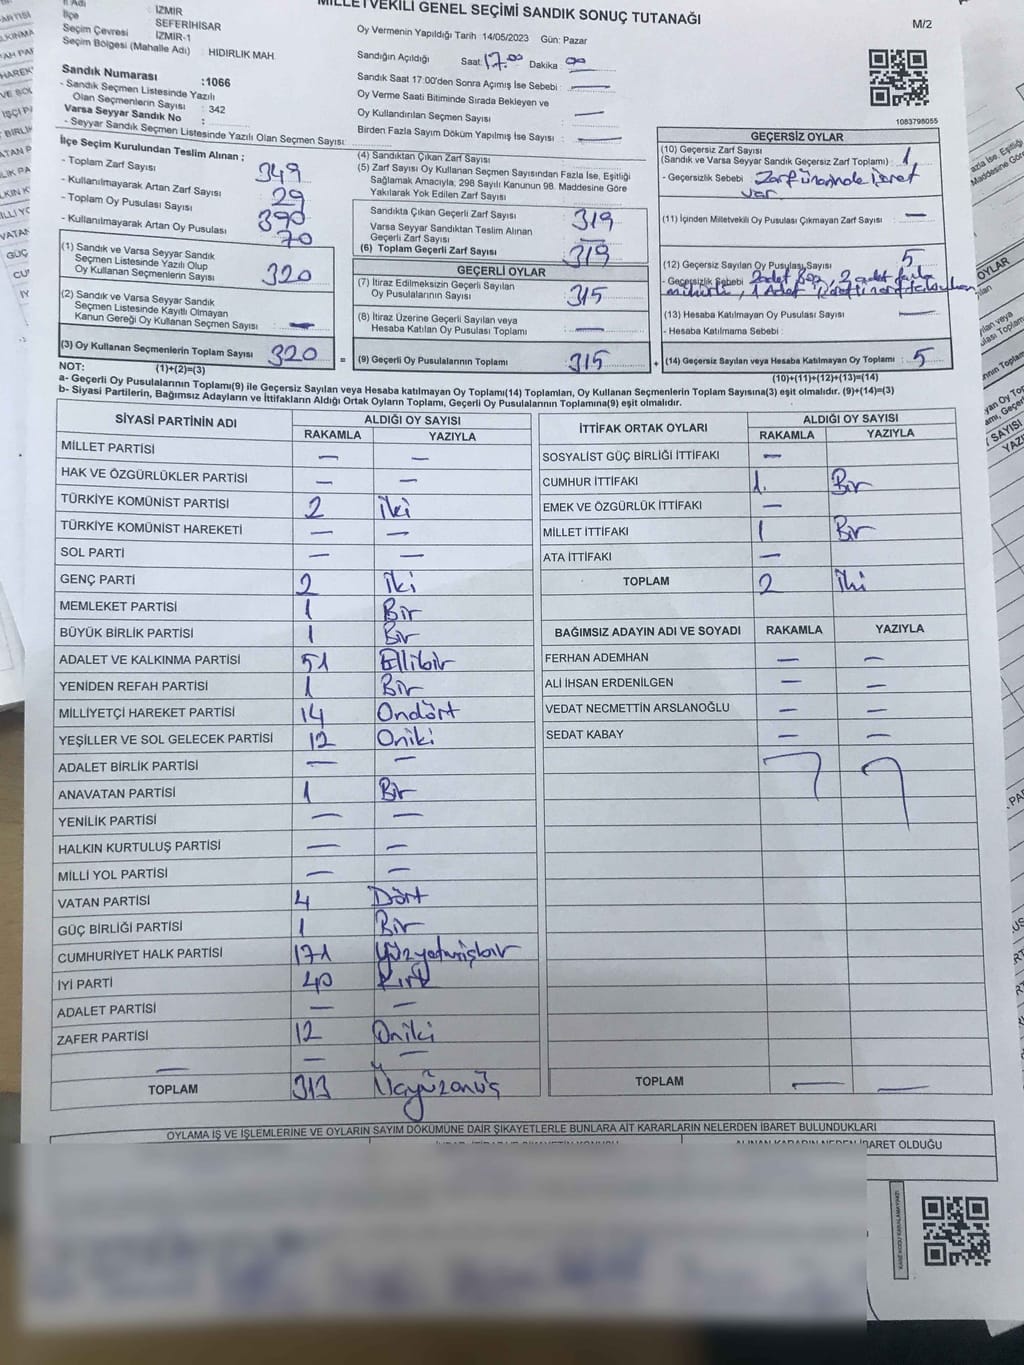 MİLLETVEKİLİ GENEL SEÇİMİ SANDIK SONUÇ TUTANAĞI
M/2
İl Adı : İZMİR
İlçe : SEFERİHİSAR
Seçim Çevresi : İZMİR-1
Seçim Bölgesi (Mahalle Adı) : HIDIRLIK MAH.
Sandık Numarası :1066
- Sandık Seçmen Listesinde Yazılı
Olan Seçmenlerin Sayısı : 342
Varsa Seyyar Sandık No :
- Seyyar Sandık Seçmen Listesinde Yazılı Olan Seçmen Sayısı:
Oy Vermenin Yapıldığı Tarih :14/05/2023 Gün: Pazar
Sandığın Açıldığı Saat 17.00 Dakika 00
Sandık Saat 17:00'den Sonra Açımış İse Sebebi : —
Oy Verme Saati Bitiminde Sırada Bekleyen ve
Oy Kullandırılan Seçmen Sayısı : —
Birden Fazla Sayım Döküm Yapılmış İse Sayısı : —
1083798055
İlçe Seçim Kurulundan Teslim Alınan ;
- Toplam Zarf Sayısı 349
- Kullanılmayarak Artan Zarf Sayısı 29
- Toplam Oy Pusulası Sayısı 390
- Kullanılmayarak Artan Oy Pusulası 70
(1) Sandık ve Varsa Seyyar Sandık
Seçmen Listesinde Yazılı Olup
Oy Kullanan Seçmenlerin Sayısı 320
(2) Sandık ve Varsa Seyyar Sandık
Seçmen Listesinde Kayıtlı Olmayan
Kanun Gereği Oy Kullanan Seçmen Sayısı : —
(3) Oy Kullanan Seçmenlerin Toplam Sayısı 320 =
(1)+(2)=(3)
(4) Sandıktan Çıkan Zarf Sayısı :
(5) Zarf Sayısı Oy Kullanan Seçmen Sayısından Fazla İse, Eşitliği
Sağlamak Amacıyla, 298 Sayılı Kanunun 98. Maddesine Göre
Yakılarak Yok Edilen Zarf Sayısı :
Sandıkta Çıkan Geçerli Zarf Sayısı 319
Varsa Seyyar Sandıktan Teslim Alınan
Geçerli Zarf Sayısı : —
(6) Toplam Geçerli Zarf Sayısı 319
GEÇERLİ OYLAR
(7) İtiraz Edilmeksizin Geçerli Sayılan
Oy Pusulalarının Sayısı : 315
(8) İtiraz Üzerine Geçerli Sayılan veya
Hesaba Katılan Oy Pusulası Toplamı : —
(9) Geçerli Oy Pusulalarının Toplamı 315 +
GEÇERSİZ OYLAR
(10) Geçersiz Zarf Sayısı
(Sandık ve Varsa Seyyar Sandık Geçersiz Zarf Toplamı) : 1
- Geçersizlik Sebebi Zarf üzerinde işaret
var.
(11) İçinden Milletvekili Oy Pusulası Çıkmayan Zarf Sayısı : —
(12) Geçersiz Sayılan Oy Pusulası Sayısı 5
- Geçersizlik Sebebi 2 adet boş, 2 adet fazla
mühürlü, 1 Adet
(13) Hesaba Katılmayan Oy Pusulası Sayısı : —
- Hesaba Katılmama Sebebi :
(14) Geçersiz Sayılan veya Hesaba Katılmayan Oy Toplamı : 5
(10)+(11)+(12)+(13)=(14)
NOT:
a- Geçerli Oy Pusulalarının Toplamı(9) ile Geçersiz Sayılan veya Hesaba katılmayan Oy Toplamı(14) Toplamları, Oy Kullanan Seçmenlerin Toplam Sayısına(3) eşit olmalıdır. (9)+(14)=(3)
b- Siyasi Partilerin, Bağımsız Adayların ve İttifakların Aldığı Ortak Oyların Toplamı, Geçerli Oy Pusulalarının Toplamına(9) eşit olmalıdır.
SİYASİ PARTİNİN ADI ALDIĞI OY SAYISI
RAKAMLA YAZIYLA
MİLLET PARTİSİ — —
HAK VE ÖZGÜRLÜKLER PARTİSİ — —
TÜRKİYE KOMÜNİST PARTİSİ 2 iki
TÜRKİYE KOMÜNİST HAREKETİ — —
SOL PARTİ — —
GENÇ PARTİ 2 iki
MEMLEKET PARTİSİ 1 Bir
BÜYÜK BİRLİK PARTİSİ 1 Bir
ADALET VE KALKINMA PARTİSİ 51 Ellibir
YENİDEN REFAH PARTİSİ 1 Bir
MİLLİYETÇİ HAREKET PARTİSİ 14 Ondört
YEŞİLLER VE SOL GELECEK PARTİSİ 12 Oniki
ADALET BİRLİK PARTİSİ — —
ANAVATAN PARTİSİ 1 Bir
YENİLİK PARTİSİ — —
HALKIN KURTULUŞ PARTİSİ — —
MİLLİ YOL PARTİSİ — —
VATAN PARTİSİ 4 Dört
GÜÇ BİRLİĞİ PARTİSİ 1 Bir
CUMHURİYET HALK PARTİSİ 171 Yüzyetmişbir
İYİ PARTİ 40 Kırk
ADALET PARTİSİ — —
ZAFER PARTİSİ 12 Oniki
— — —
TOPLAM 313 Üçyüzonüç
İTTİFAK ORTAK OYLARI ALDIĞI OY SAYISI
RAKAMLA YAZIYLA
SOSYALİST GÜÇ BİRLİĞİ İTTİFAKI —
CUMHUR İTTİFAKI 1. Bir
EMEK VE ÖZGÜRLÜK İTTİFAKI —
MİLLET İTTİFAKI 1 Bir
ATA İTTİFAKI —
TOPLAM 2 iki
BAĞIMSIZ ADAYIN ADI VE SOYADI RAKAMLA YAZIYLA
FERHAN ADEMHAN — —
ALİ İHSAN ERDENİLGEN — —
VEDAT NECMETTİN ARSLANOĞLU — —
SEDAT KABAY — —
TOPLAM — —
OYLAMA İŞ VE İŞLEMLERİNE VE OYLARIN SAYIM DÖKÜMÜNE DAİR ŞİKAYETLERLE BUNLARA AİT KARARLARIN NELERDEN İBARET BULUNDUKLARI
ALINAN KARARIN NEDEN İBARET OLDUĞU